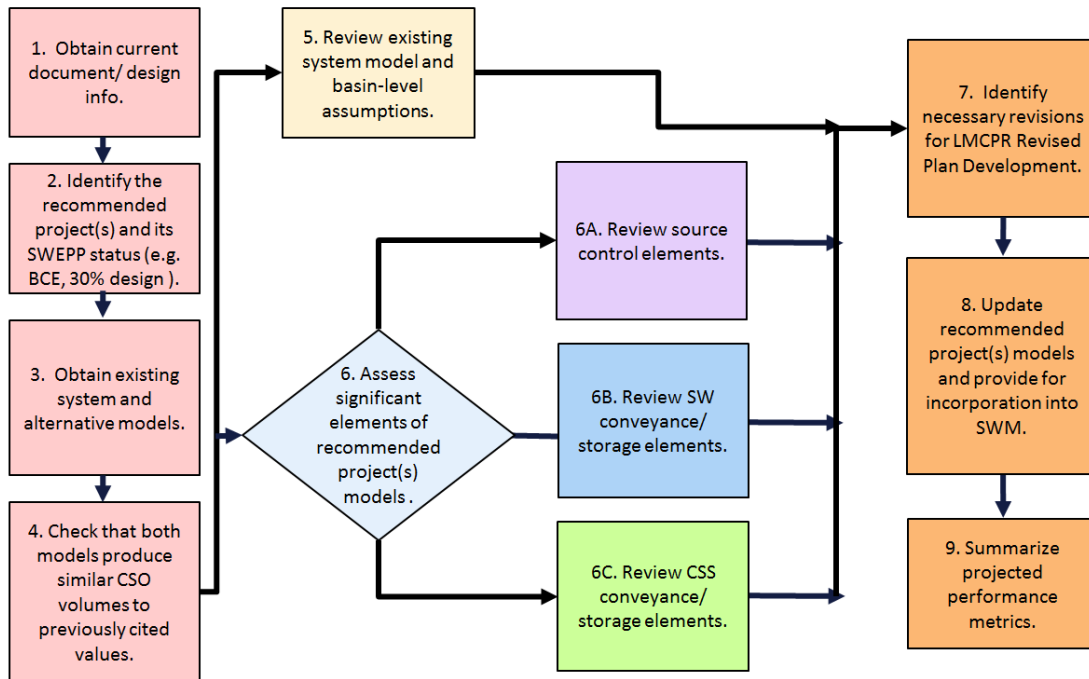 1. Obtain current
document/ design
info.
2. Identify the
recommended
project(s) and its
SWEPP status (e.g.
BCE, 30% design ).
3. Obtain existing
system and
alternative models.
4. Check that both
models produce
similar CSO
volumes to
previously cited
values.
5. Review existing
system model and
basin-level
assumptions.
6. Assess
significant
elements of
recommended
project(s)
models .
6A. Review source
control elements.
6B. Review SW
conveyance/
storage elements.
6C. Review CSS
conveyance/
storage elements.
7. Identify
necessary revisions
for LMCPR Revised
Plan Development.
8. Update
recommended
project(s) models
and provide for
incorporation into
SWM.
9. Summarize
projected
performance
metrics.